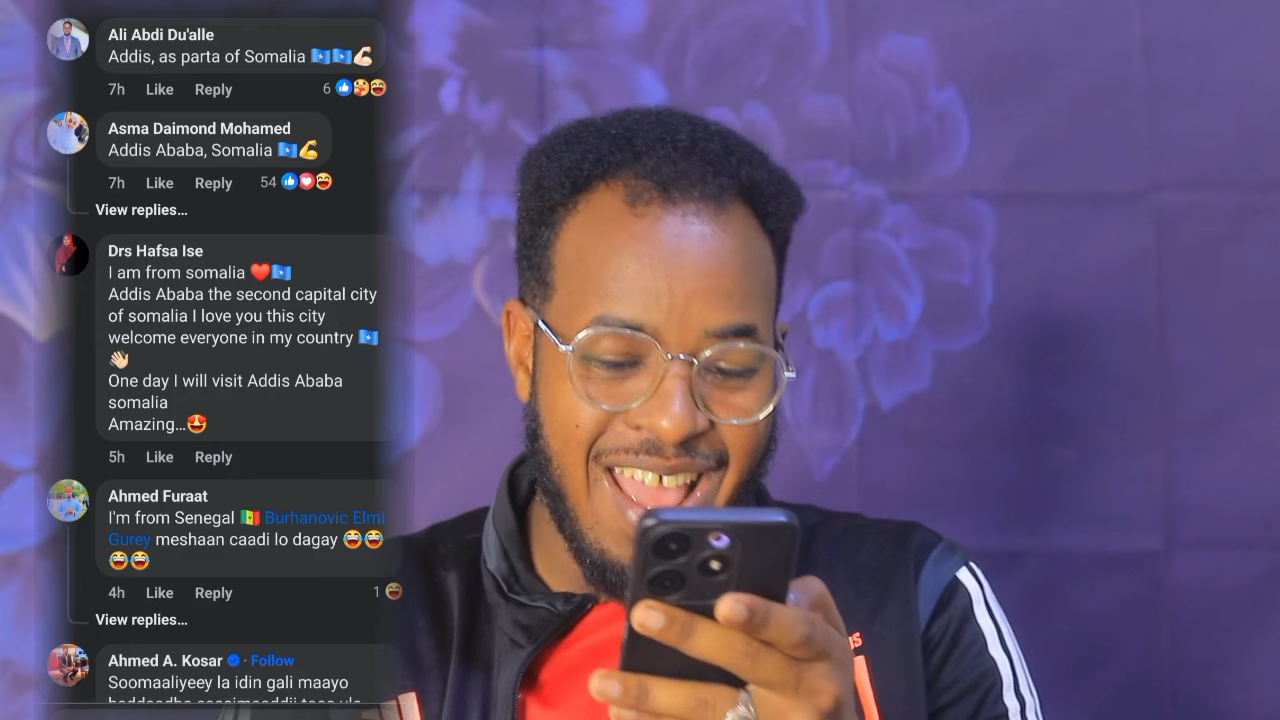 Ali Abdi Du'alle
Addis, as parta of Somalia 🇸🇴🇸🇴💪🏻
7h Like Reply 6
Asma Daimond Mohamed
Addis Ababa, Somalia 🇸🇴💪
7h Like Reply 54
View replies...
Drs Hafsa Ise
I am from somalia ❤️🇸🇴
Addis Ababa the second capital city
of somalia I love you this city
welcome everyone in my country 🇸🇴
👋🏻
One day I will visit Addis Ababa
somalia
Amazing...🤩
5h Like Reply
Ahmed Furaat
I'm from Senegal 🇸🇳 Burhanovic Elmi
Gurey meshaan caadi lo dagay 😂😂
😂😂
4h Like Reply 1
View replies...
Ahmed A. Kosar · Follow
Soomaaliyeey la idin gali maayo